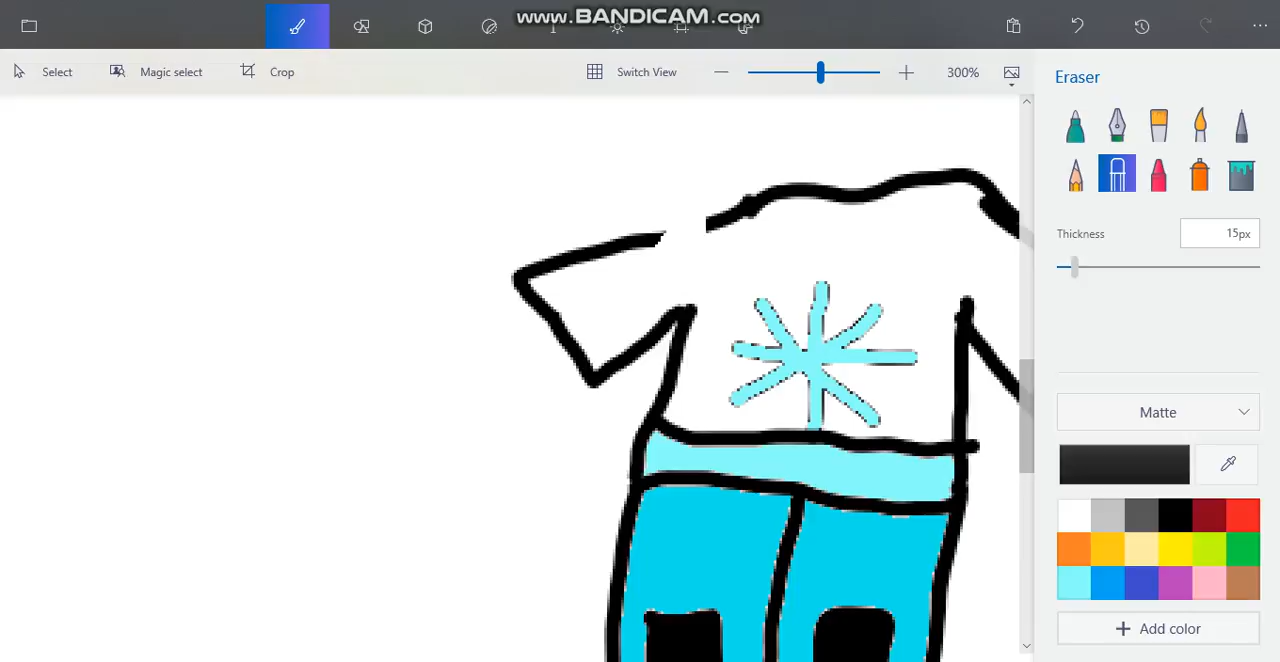 www.BANDICAM.com
T
Select
Magic select
Crop
Switch View
300%
Eraser
Thickness
15px
Matte
Add color